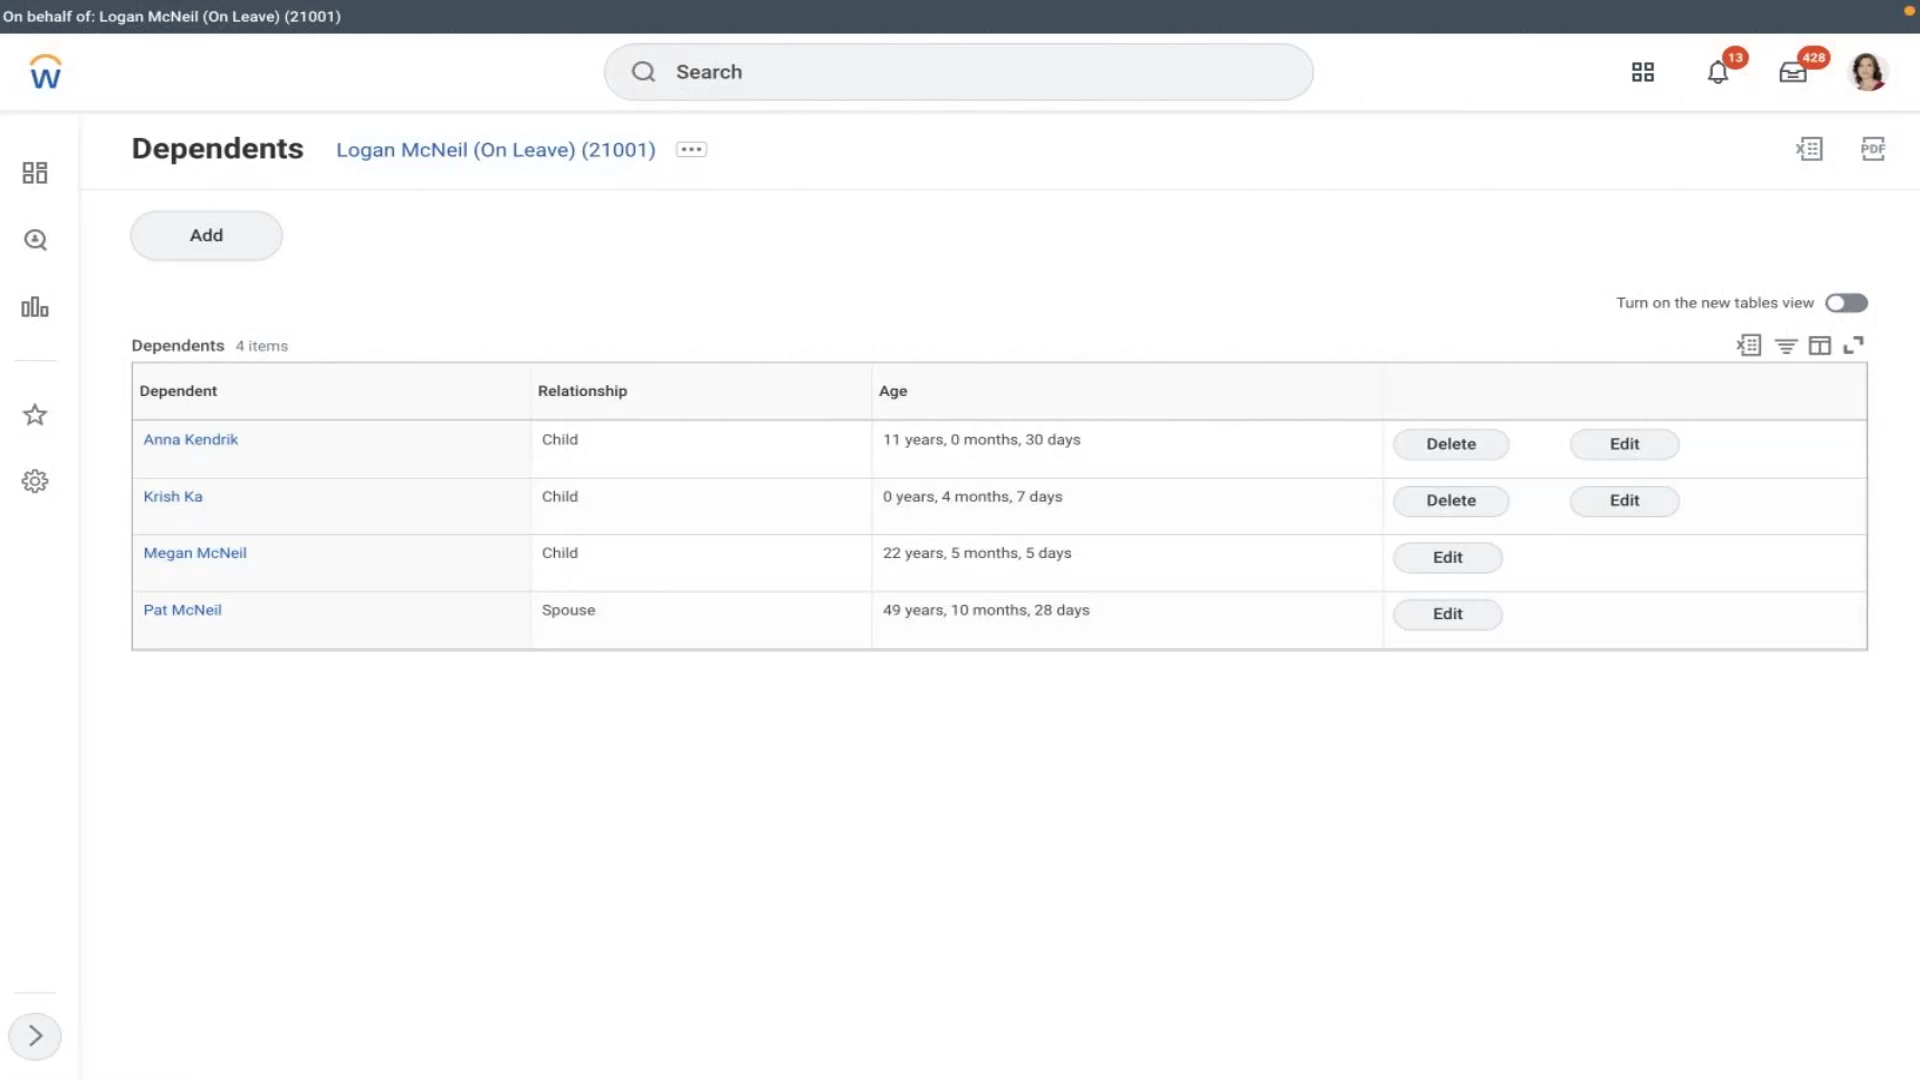 On behalf of: Logan McNeil (On Leave) (21001)
W
Search
13
428
Dependents Logan McNeil (On Leave) (21001)
X
PDF
Add
Turn on the new tables view
Dependents 4 items
X
Dependent Relationship Age
Anna Kendrik Child 11 years, 0 months, 30 days Delete Edit
Krish Ka Child 0 years, 4 months, 7 days Delete Edit
Megan McNeil Child 22 years, 5 months, 5 days Edit
Pat McNeil Spouse 49 years, 10 months, 28 days Edit